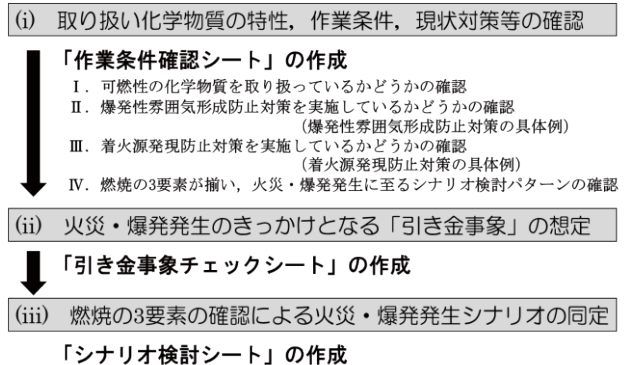 (i) 取り扱い化学物質の特性，作業条件，現状対策等の確認
「作業条件確認シート」の作成
Ⅰ．可燃性の化学物質を取り扱っているかどうかの確認
Ⅱ．爆発性雰囲気形成防止対策を実施しているかどうかの確認
（爆発性雰囲気形成防止対策の具体例）
Ⅲ．着火源発現防止対策を実施しているかどうかの確認
（着火源発現防止対策の具体例）
Ⅳ．燃焼の3要素が揃い，火災・爆発発生に至るシナリオ検討パターンの確認
(ii) 火災・爆発発生のきっかけとなる「引き金事象」の想定
「引き金事象チェックシート」の作成
(iii) 燃焼の3要素の確認による火災・爆発発生シナリオの同定
「シナリオ検討シート」の作成